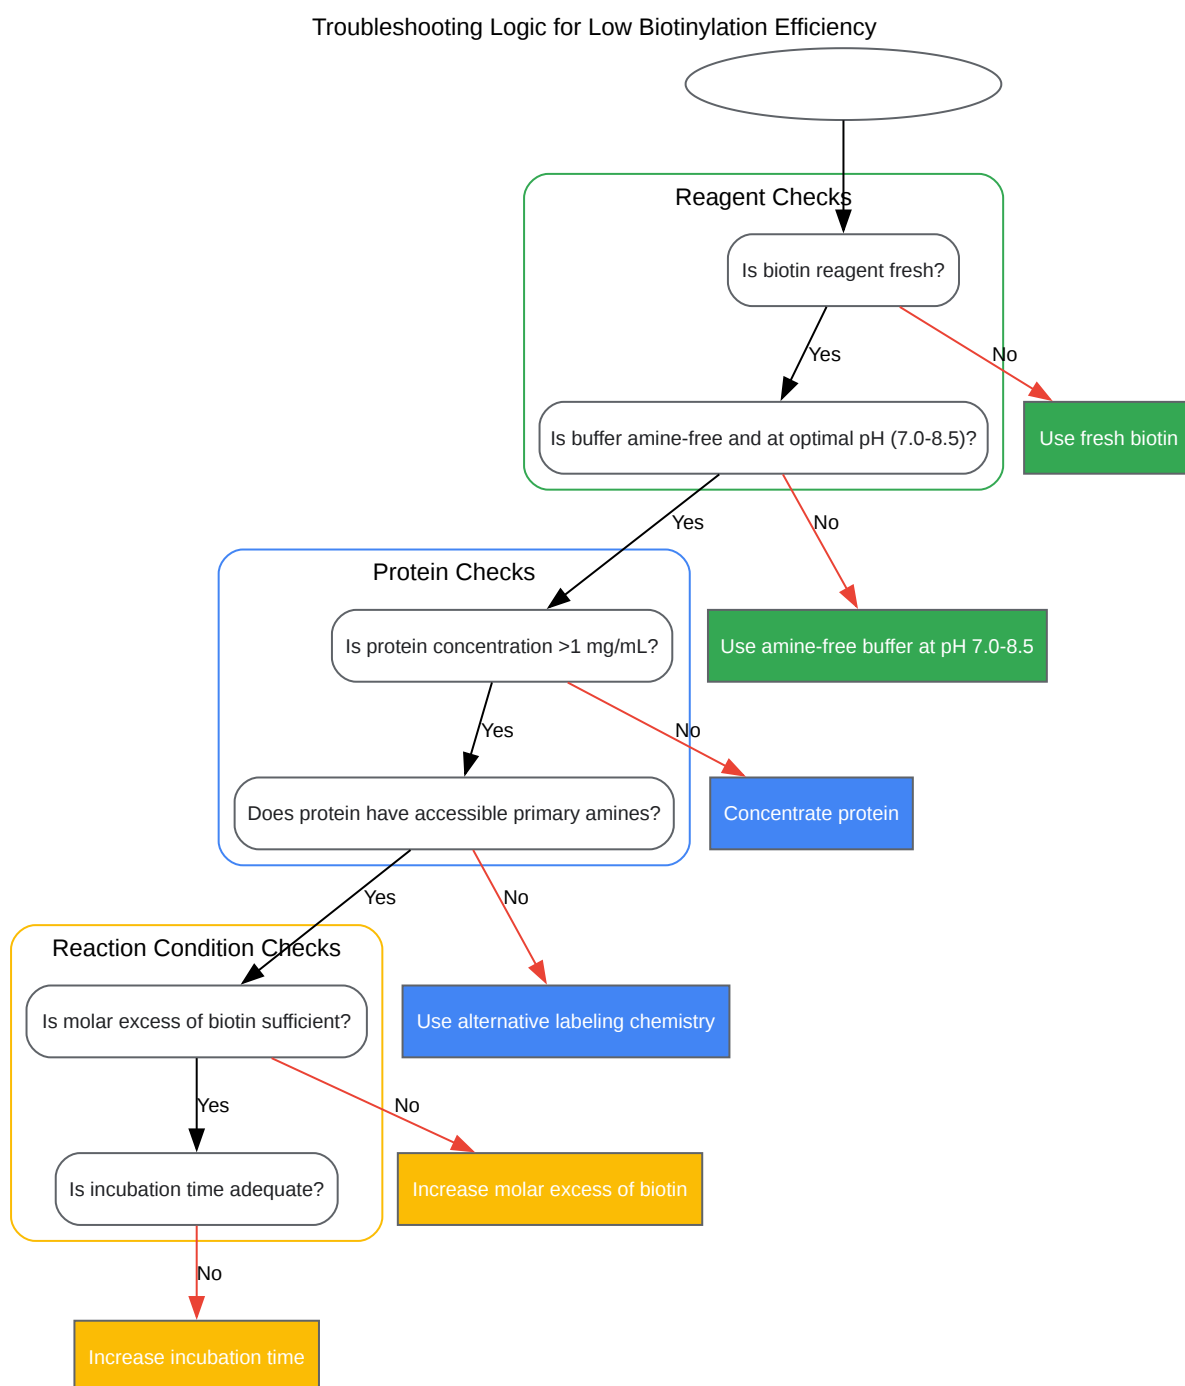 Troubleshooting Logic for Low Biotinylation Efficiency
Reagent Checks
Is biotin reagent fresh?
Yes
No
Is buffer amine-free and at optimal pH (7.0-8.5)?
Use fresh biotin
Yes
No
Protein Checks
Is protein concentration >1 mg/mL?
Use amine-free buffer at pH 7.0-8.5
Yes
No
Does protein have accessible primary amines?
Concentrate protein
Yes
No
Reaction Condition Checks
Is molar excess of biotin sufficient?
Use alternative labeling chemistry
Yes
No
Is incubation time adequate?
Increase molar excess of biotin
No
Increase incubation time